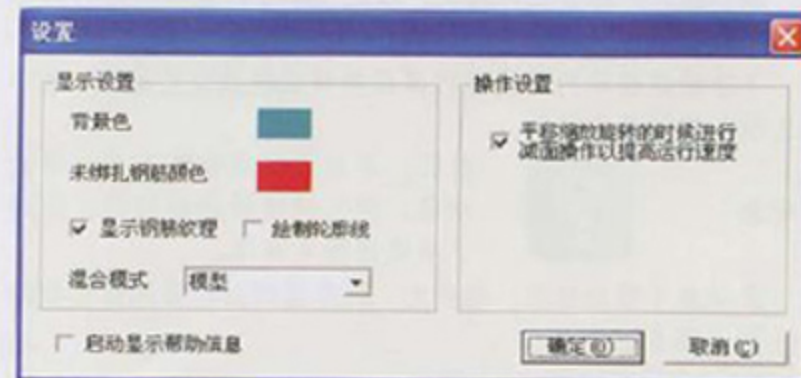 设置
显示设置
背景色
未绑扎钢筋颜色
显示钢筋纹理 绘制轮廓线
混合模式 模型
启动显示帮助信息
操作设置
平移缩放旋转的时候进行
减面操作以提高运行速度
确定(O) 取消(C)